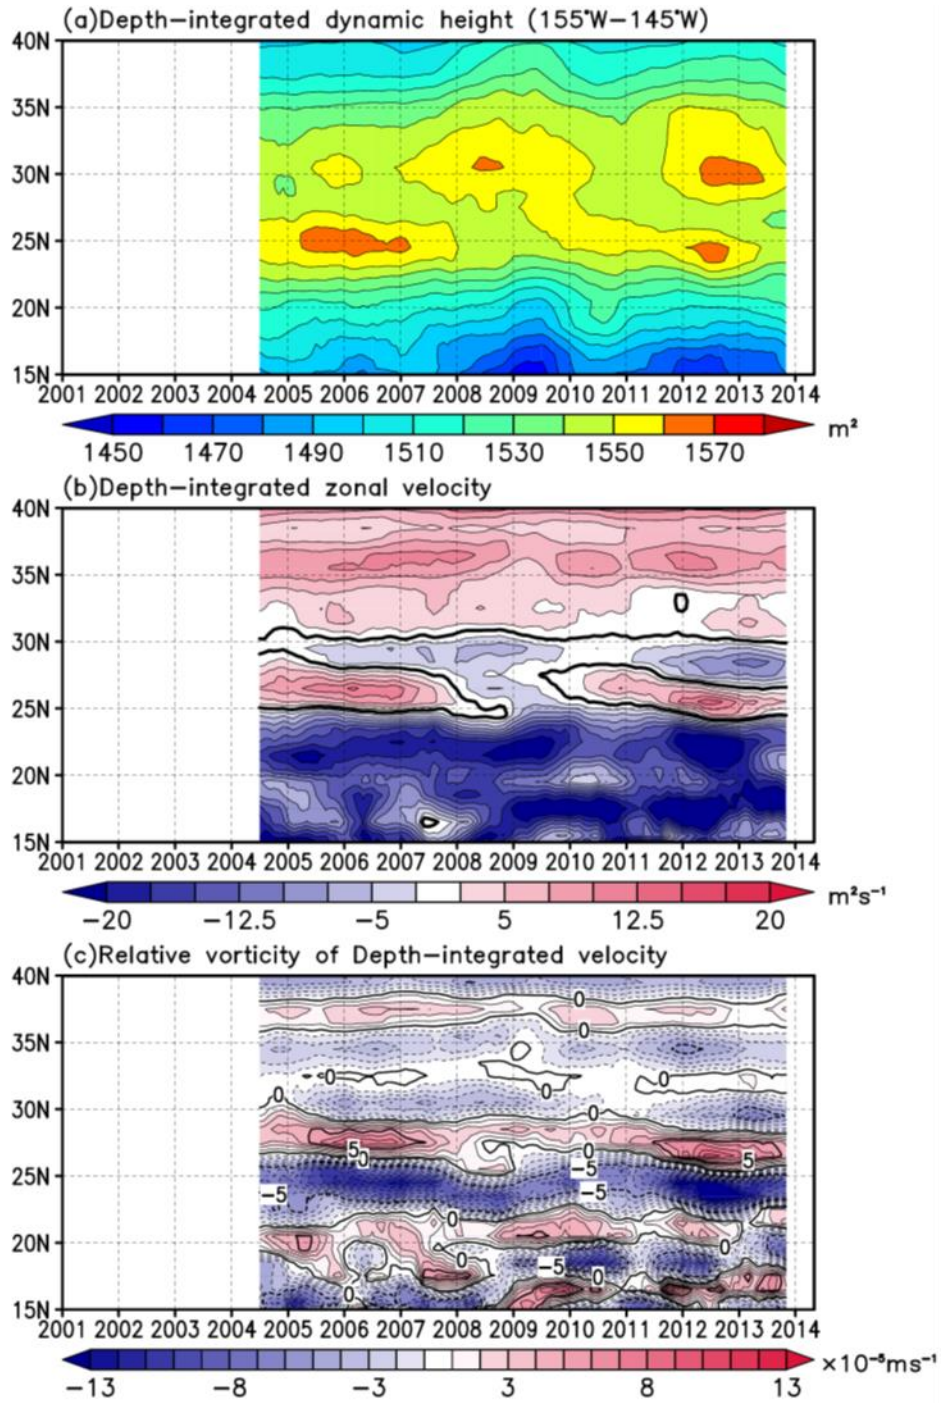 (a)Depth−integrated dynamic height (155°W−145°W)
40N
35N
30N
25N
20N
15N
2001 2002 2003 2004 2005 2006 2007 2008 2009 2010 2011 2012 2013 2014
1450 1470 1490 1510 1530 1550 1570 m²
(b)Depth−integrated zonal velocity
40N
35N
30N
25N
20N
15N
2001 2002 2003 2004 2005 2006 2007 2008 2009 2010 2011 2012 2013 2014
−20 −12.5 −5 5 12.5 20 m²s⁻¹
(c)Relative vorticity of Depth−integrated velocity
40N
0
0
35N
0 0
0
30N
0 0
5 0 0 5
−5
25N
−5 −5
0
20N
0 0
−5 0
0
15N
2001 2002 2003 2004 2005 2006 2007 2008 2009 2010 2011 2012 2013 2014
−13 −8 −3 3 8 13 ×10⁻⁵ms⁻¹